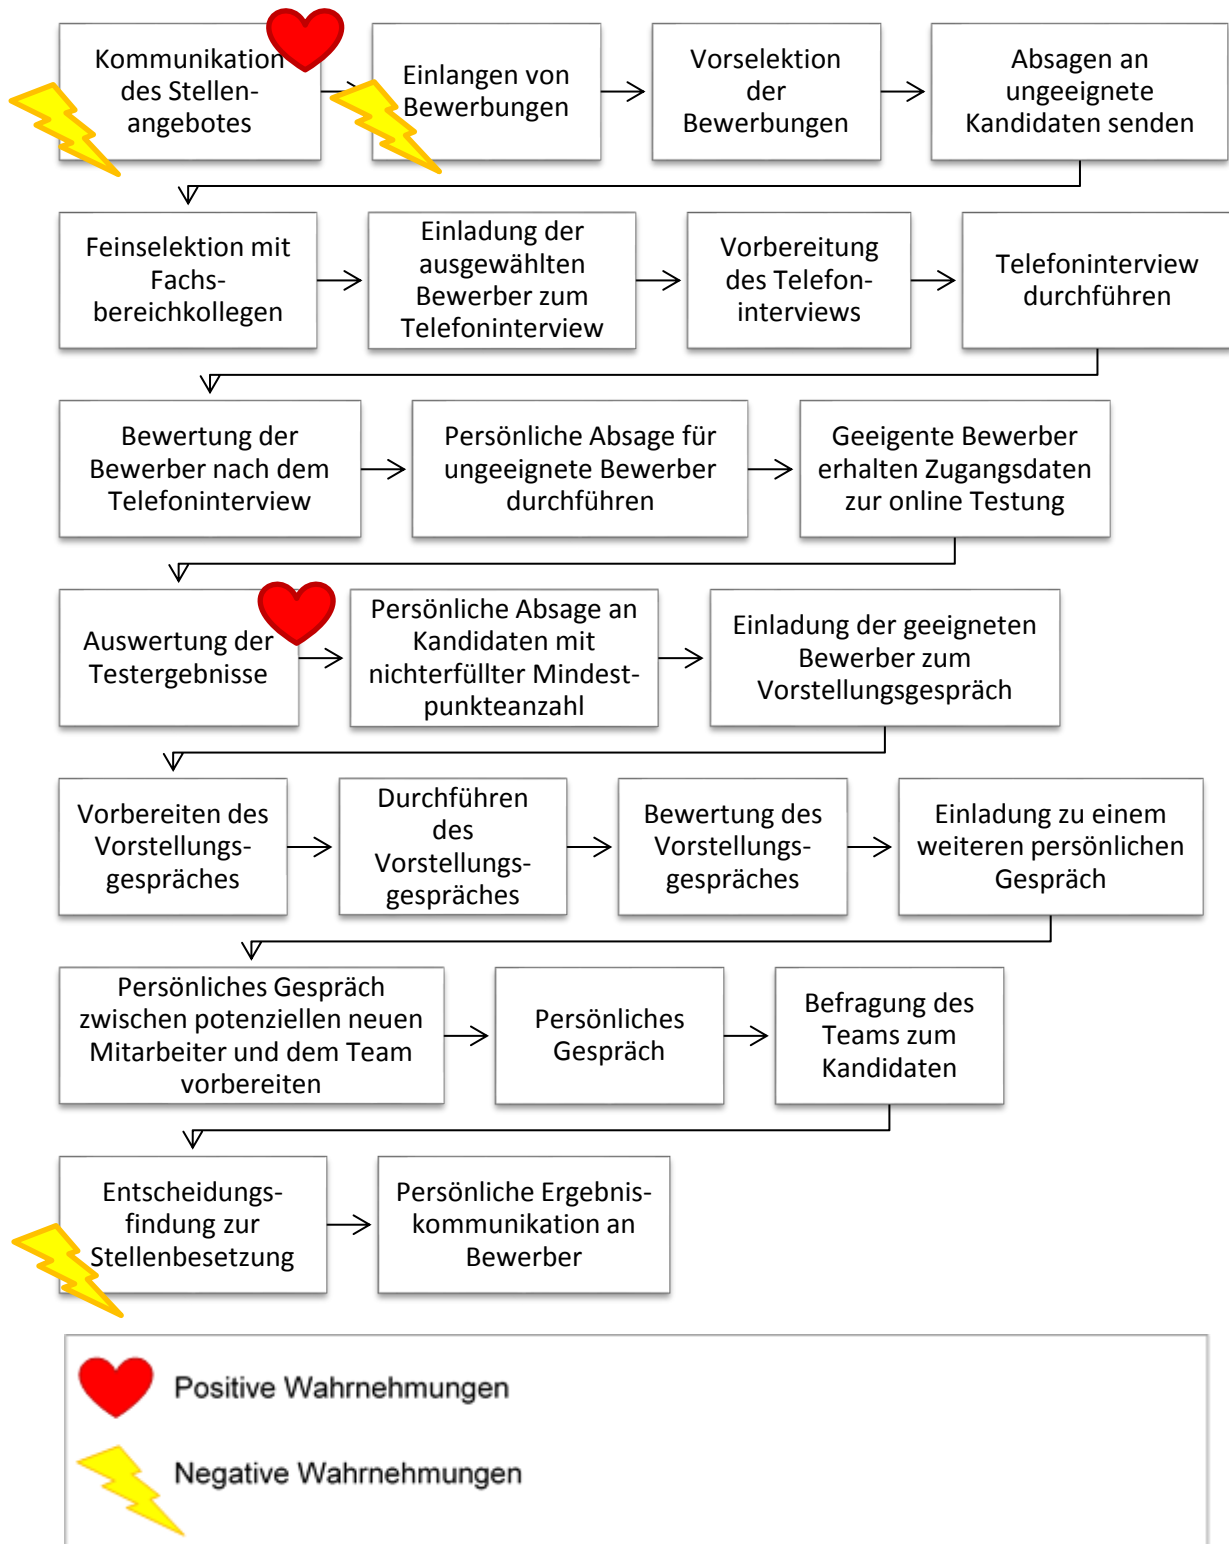 Kommunikation
des Stellen-
angebotes
Einlangen von
Bewerbungen
Vorselektion
der
Bewerbungen
Absagen an
ungeeignete
Kandidaten senden
Feinselektion mit
Fachs-
bereichkollegen
Einladung der
ausgewählten
Bewerber zum
Telefoninterview
Vorbereitung
des Telefon-
interviews
Telefoninterview
durchführen
Bewertung der
Bewerber nach dem
Telefoninterview
Persönliche Absage für
ungeeignete Bewerber
durchführen
Geeigente Bewerber
erhalten Zugangsdaten
zur online Testung
Auswertung der
Testergebnisse
Persönliche Absage an
Kandidaten mit
nichterfüllter Mindest-
punkteanzahl
Einladung der geeigneten
Bewerber zum
Vorstellungsgespräch
Vorbereiten des
Vorstellungs-
gespräches
Durchführen
des
Vorstellungs-
gespräches
Bewertung des
Vorstellungs-
gespräches
Einladung zu einem
weiteren persönlichen
Gespräch
Persönliches Gespräch
zwischen potenziellen neuen
Mitarbeiter und dem Team
vorbereiten
Persönliches
Gespräch
Befragung des
Teams zum
Kandidaten
Entscheidungs-
findung zur
Stellenbesetzung
Persönliche Ergebnis-
kommunikation an
Bewerber
Positive Wahrnehmungen
Negative Wahrnehmungen